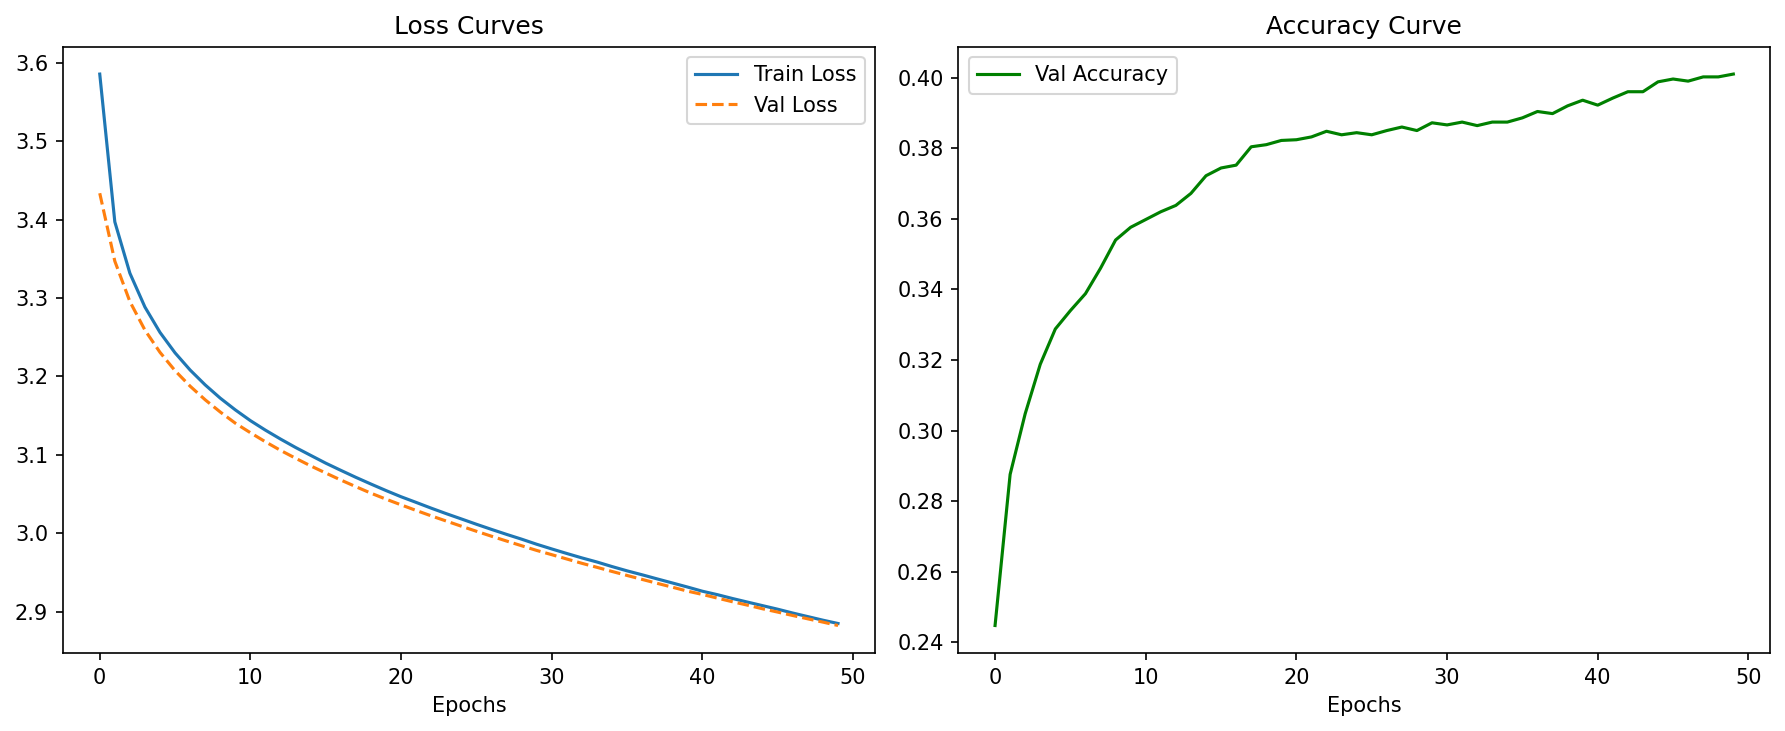 Loss Curves
3.6
3.5
3.4
3.3
3.2
3.1
3.0
2.9
Train Loss
Val Loss
0 10 20 30 40 50
Epochs
Accuracy Curve
0.40
0.38
0.36
0.34
0.32
0.30
0.28
0.26
0.24
Val Accuracy
0 10 20 30 40 50
Epochs